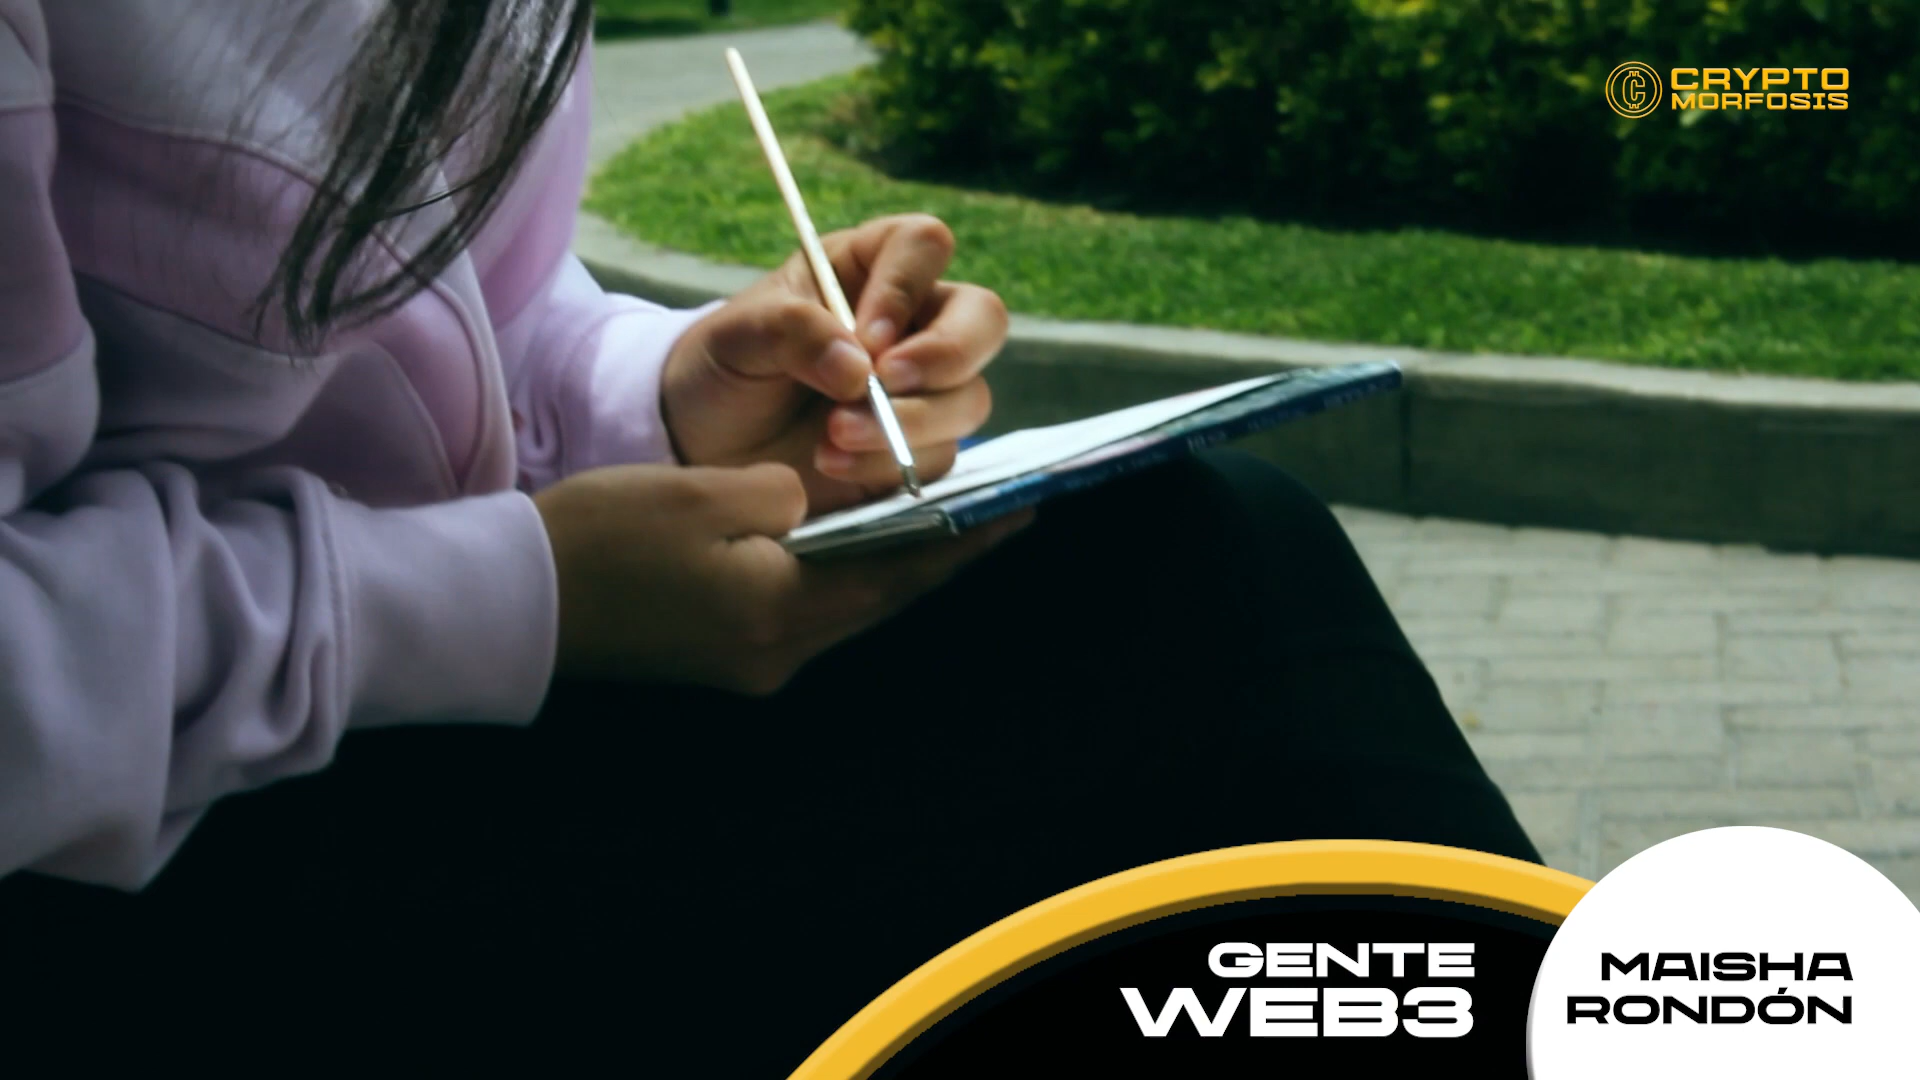 CRYPTO
MORFOSIS
GENTE
WEB3
MAISHA
RONDÓN